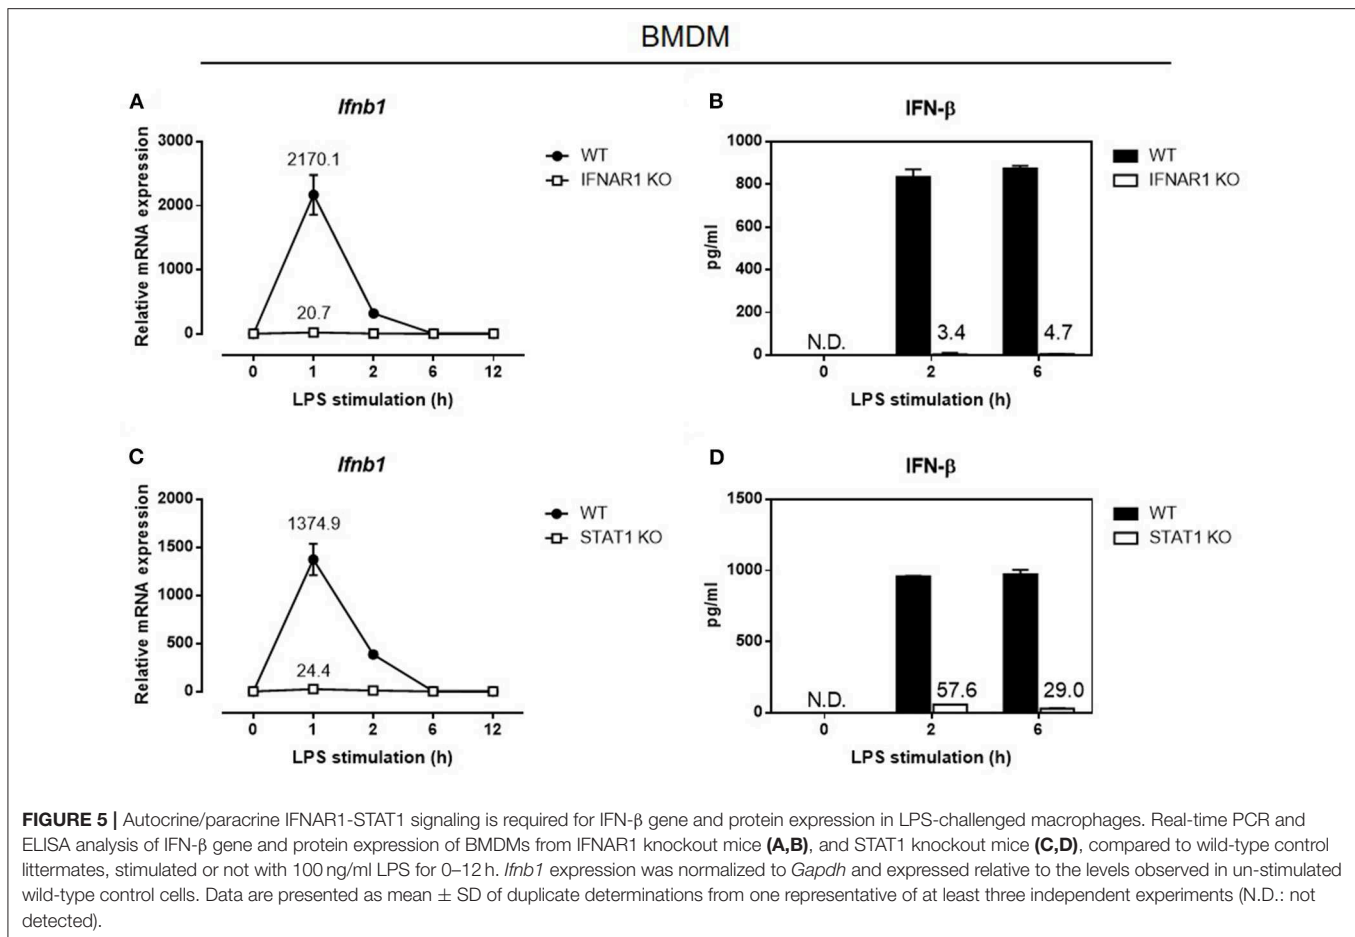 BMDM
A
Ifnb1
3000
2000
1000
0
Relative mRNA expression
2170.1
20.7
WT
IFNAR1 KO
0 1 2 6 12
LPS stimulation (h)
B
IFN-β
1000
800
600
400
200
0
pg/ml
N.D.
3.4
4.7
WT
IFNAR1 KO
0 2 6
LPS stimulation (h)
C
Ifnb1
2000
1500
1000
500
0
Relative mRNA expression
1374.9
24.4
WT
STAT1 KO
0 1 2 6 12
LPS stimulation (h)
D
IFN-β
1500
1000
500
0
pg/ml
N.D.
57.6
29.0
WT
STAT1 KO
0 2 6
LPS stimulation (h)
FIGURE 5 | Autocrine/paracrine IFNAR1-STAT1 signaling is required for IFN-β gene and protein expression in LPS-challenged macrophages. Real-time PCR and
ELISA analysis of IFN-β gene and protein expression of BMDMs from IFNAR1 knockout mice (A,B), and STAT1 knockout mice (C,D), compared to wild-type control
littermates, stimulated or not with 100 ng/ml LPS for 0–12 h. Ifnb1 expression was normalized to Gapdh and expressed relative to the levels observed in un-stimulated
wild-type control cells. Data are presented as mean ± SD of duplicate determinations from one representative of at least three independent experiments (N.D.: not
detected).